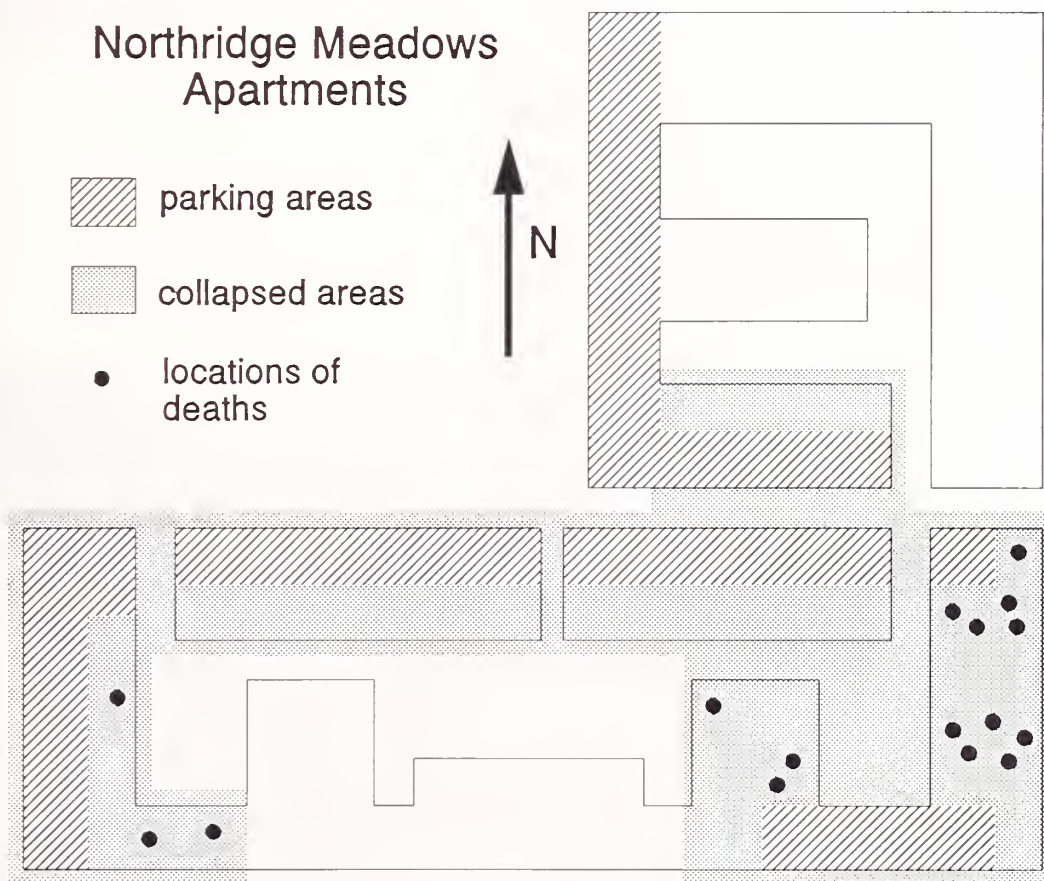 Northridge Meadows
Apartments
parking areas
collapsed areas
locations of
deaths
N